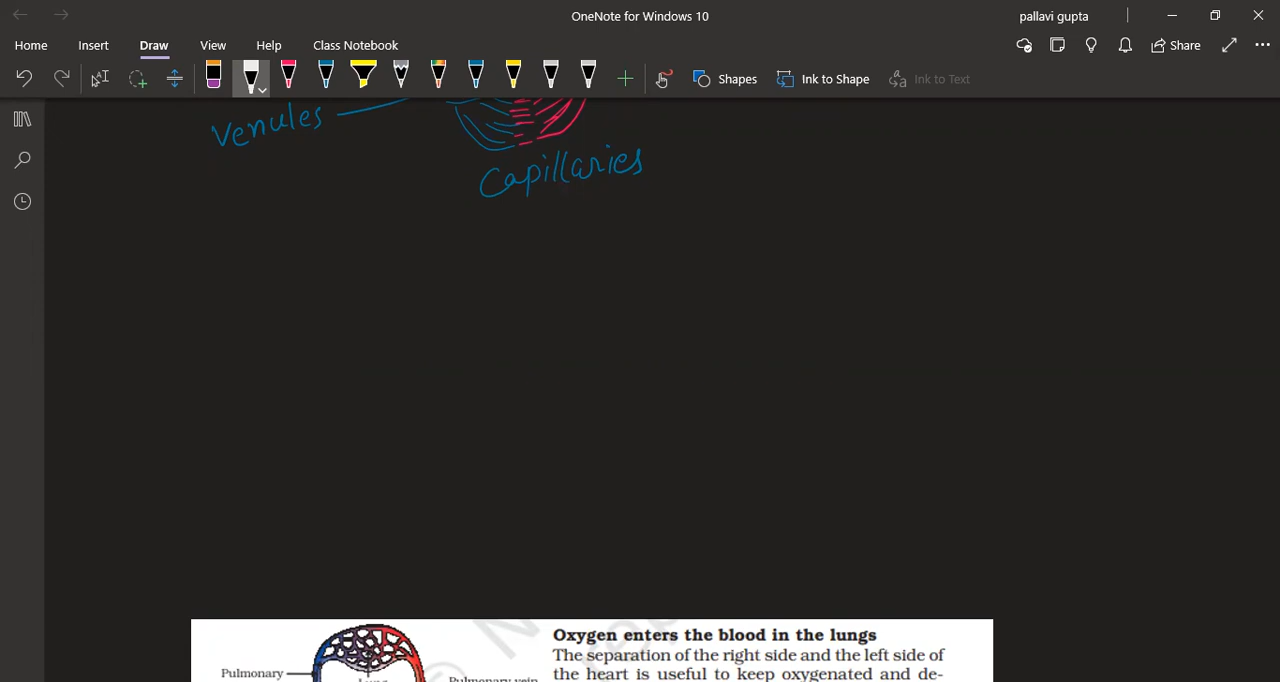 OneNote for Windows 10
pallavi gupta
Home
Insert
Draw
View
Help
Class Notebook
Share
Shapes
Ink to Shape
Ink to Text
Venules
Capillaries
Oxygen enters the blood in the lungs
The separation of the right side and the left side of
the heart is useful to keep oxygenated and de-
Pulmonary
Lung
Pulmonary vein
© N